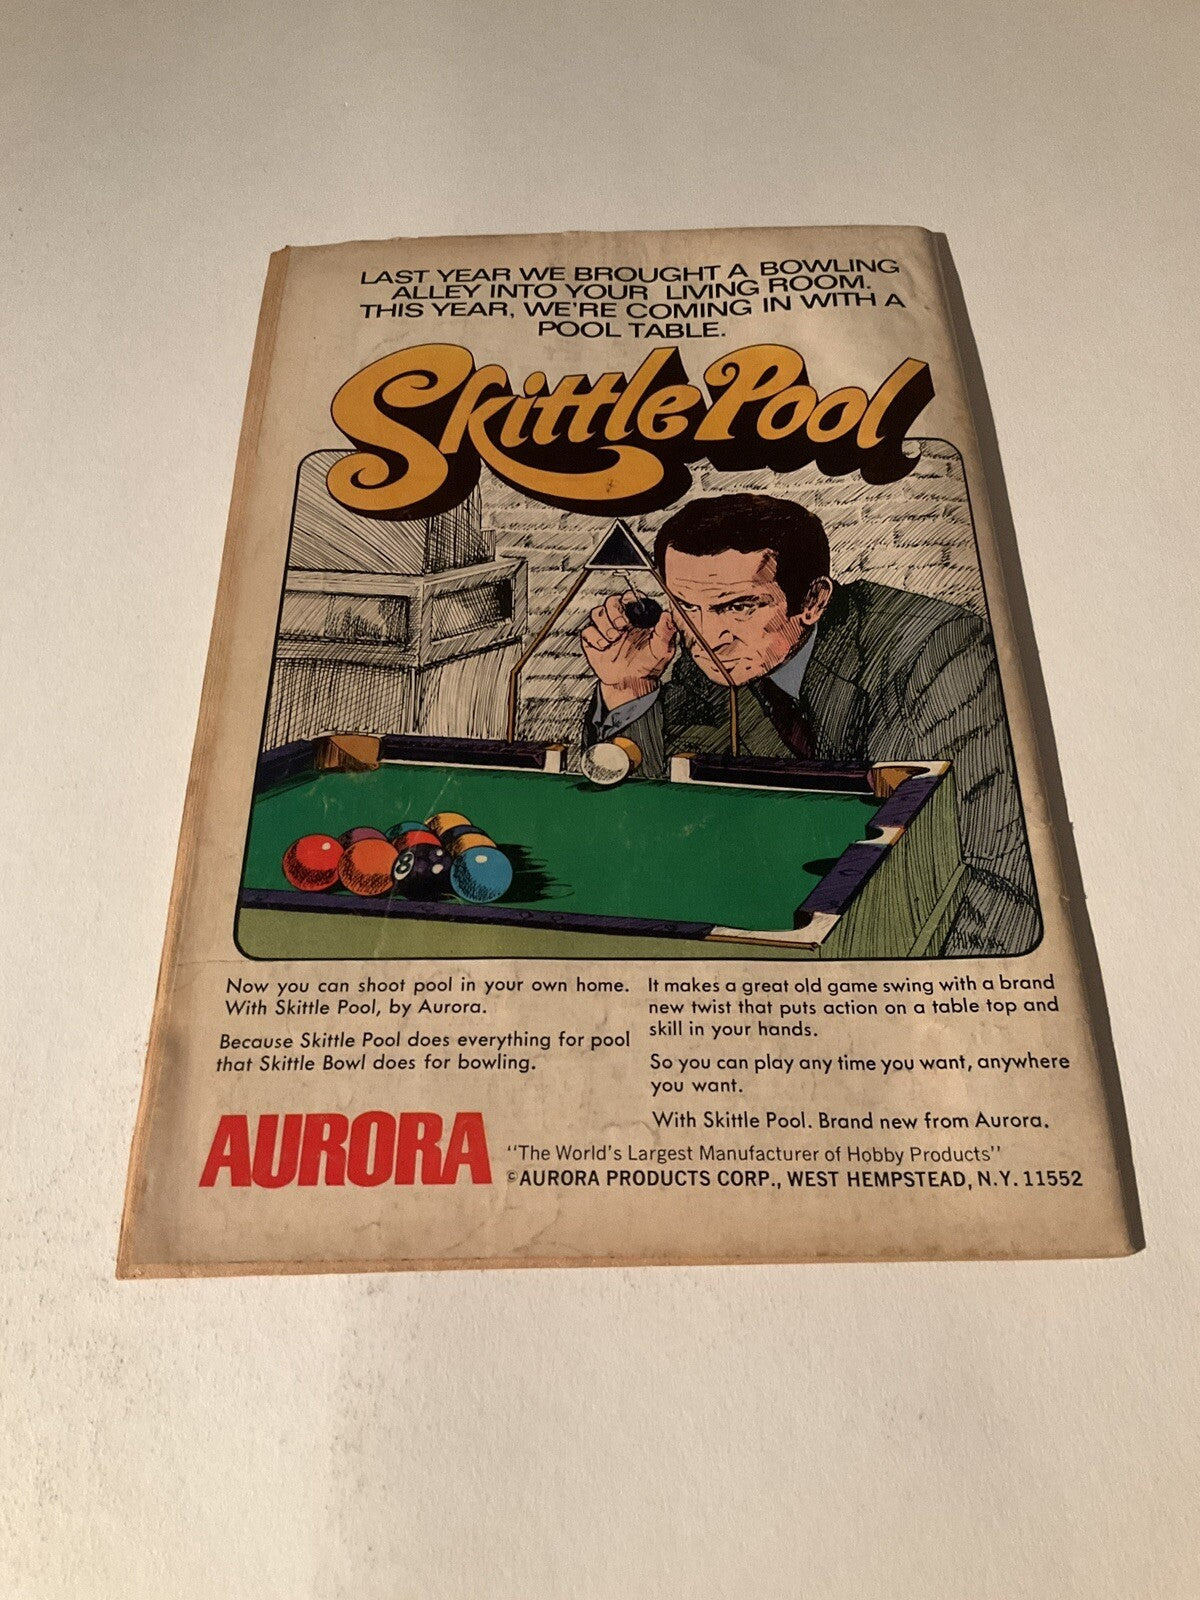 LAST YEAR WE BROUGHT A BOWLING
ALLEY INTO YOUR LIVING ROOM.
THIS YEAR, WE'RE COMING IN WITH A
POOL TABLE.
Skittle Pool
8
Now you can shoot pool in your own home.
With Skittle Pool, by Aurora.
Because Skittle Pool does everything for pool
that Skittle Bowl does for bowling.
It makes a great old game swing with a brand
new twist that puts action on a table top and
skill in your hands.
So you can play any time you want, anywhere
you want.
With Skittle Pool. Brand new from Aurora.
AURORA
"The World's Largest Manufacturer of Hobby Products"
©AURORA PRODUCTS CORP., WEST HEMPSTEAD, N.Y. 11552